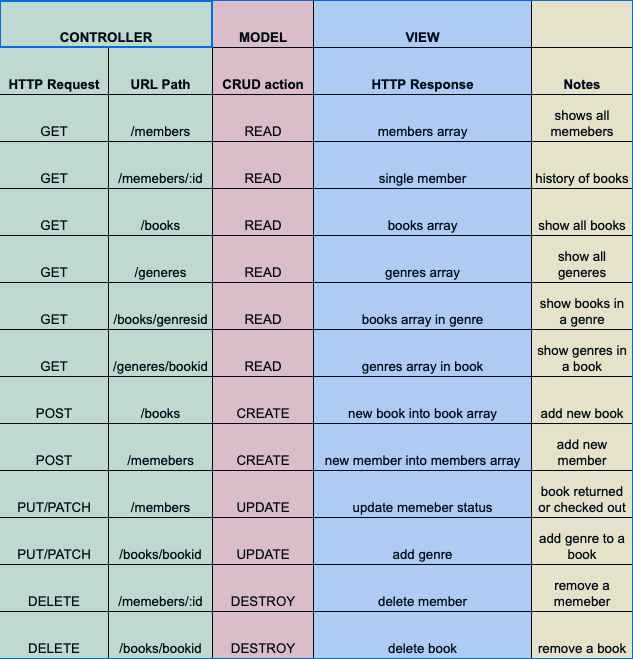 CONTROLLER MODEL VIEW
HTTP Request URL Path CRUD action HTTP Response Notes
GET /members READ members array shows all memebers
GET /memebers/:id READ single member history of books
GET /books READ books array show all books
GET /generes READ genres array show all generes
GET /books/genresid READ books array in genre show books in a genre
GET /generes/bookid READ genres array in book show genres in a book
POST /books CREATE new book into book array add new book
POST /memebers CREATE new member into members array add new member
PUT/PATCH /members UPDATE update memeber status book returned or checked out
PUT/PATCH /books/bookid UPDATE add genre add genre to a book
DELETE /memebers/:id DESTROY delete member remove a memeber
DELETE /books/bookid DESTROY delete book remove a book